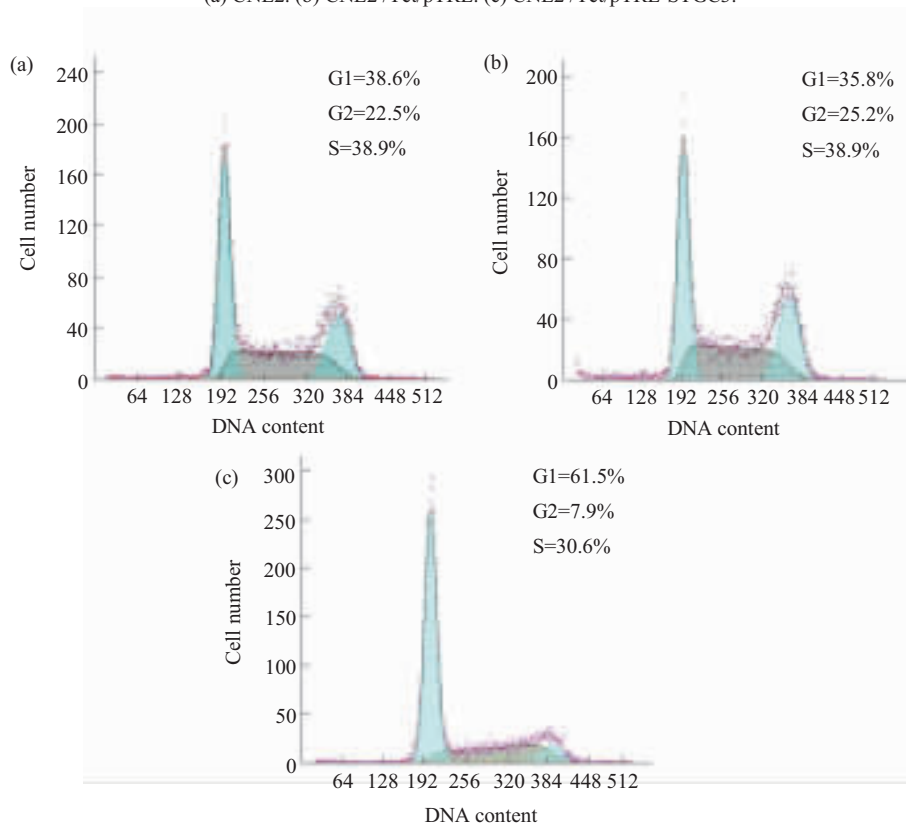 (a) CNE2. (b) CNE2/Tet/pTRE. (c) CNE2/Tet/pTRE-STGC3.
(a)
G1=38.6%
G2=22.5%
S=38.9%
240
200
160
120
80
40
0
Cell number
64 128 192 256 320 384 448 512
DNA content
(b)
G1=35.8%
G2=25.2%
S=38.9%
200
160
120
80
40
0
Cell number
64 128 192 256 320 384 448 512
DNA content
(c)
G1=61.5%
G2=7.9%
S=30.6%
300
250
200
150
100
50
0
Cell number
64 128 192 256 320 384 448 512
DNA content